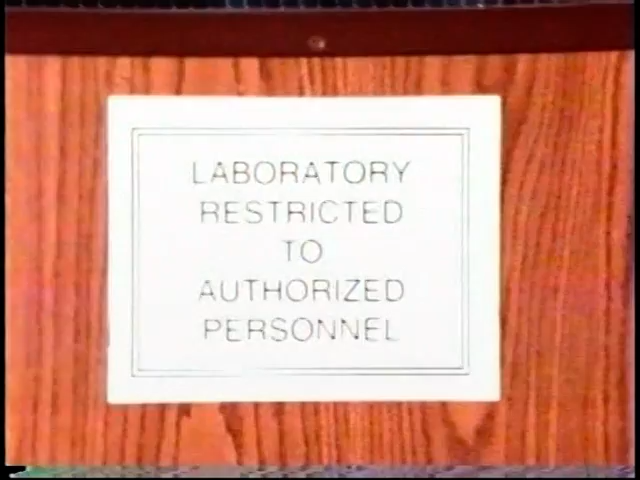 LABORATORY
RESTRICTED
TO
AUTHORIZED
PERSONNEL